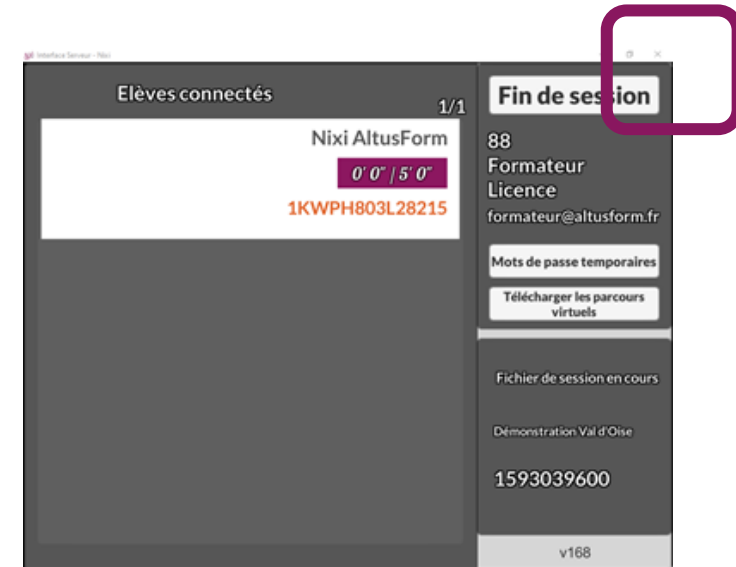 Interface Serveur - Nixi
Elèves connectés
1/1
Nixi AltusForm
0' 0" / 5' 0"
1KWPH803L28215
Fin de session
88
Formateur
Licence
formateur@altusform.fr
Mots de passe temporaires
Télécharger les parcours
virtuels
Fichier de session en cours
Démonstration Val d'Oise
1593039600
v168